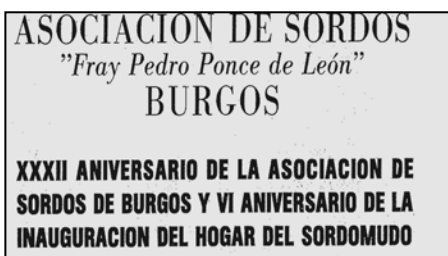 ASOCIACION DE SORDOS
"Fray Pedro Ponce de León"
BURGOS
XXXII ANIVERSARIO DE LA ASOCIACION DE
SORDOS DE BURGOS Y VI ANIVERSARIO DE LA
INAUGURACION DEL HOGAR DEL SORDOMUDO